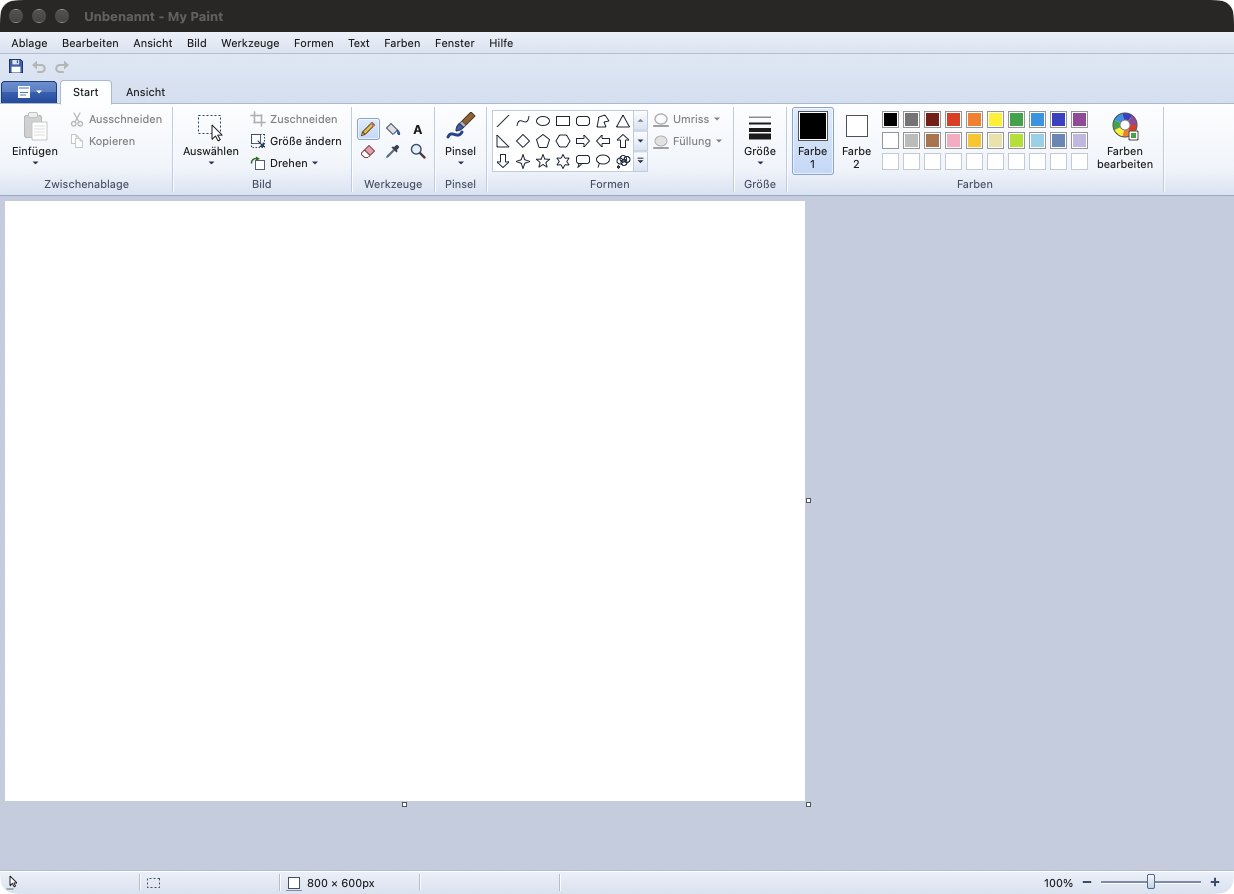 Unbenannt - My Paint
Ablage Bearbeiten Ansicht Bild Werkzeuge Formen Text Farben Fenster Hilfe
Start Ansicht
Einfügen
Ausschneiden
Kopieren
Zwischenablage
Auswählen
Zuschneiden
Größe ändern
Drehen
Bild
A
Werkzeuge
Pinsel
Pinsel
Umriss
Füllung
Formen
Größe
Größe
Farbe
1
Farbe
2
Farben
bearbeiten
Farben
800 × 600px
100%